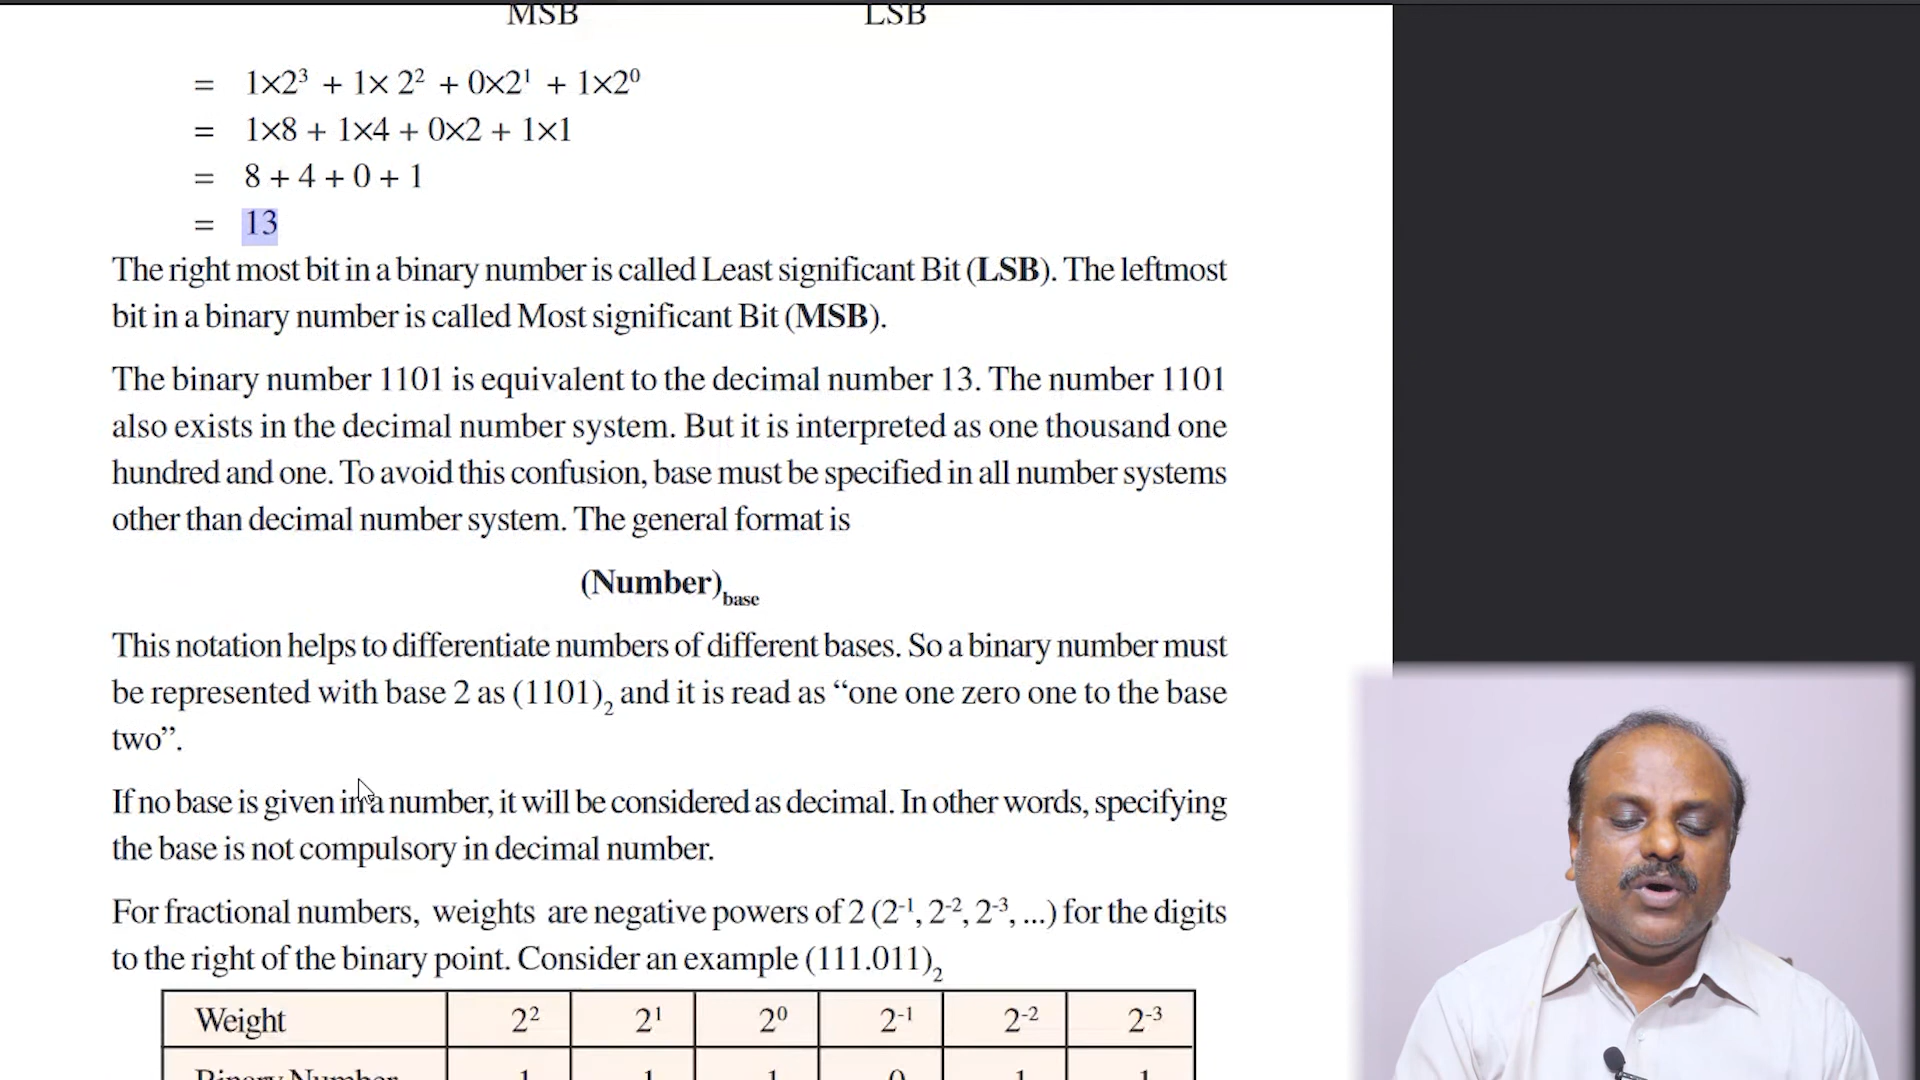 MSB LSB
= 1×2³ + 1× 2² + 0×2¹ + 1×2⁰
= 1×8 + 1×4 + 0×2 + 1×1
= 8 + 4 + 0 + 1
= 13
The right most bit in a binary number is called Least significant Bit (LSB). The leftmost
bit in a binary number is called Most significant Bit (MSB).
The binary number 1101 is equivalent to the decimal number 13. The number 1101
also exists in the decimal number system. But it is interpreted as one thousand one
hundred and one. To avoid this confusion, base must be specified in all number systems
other than decimal number system. The general format is
(Number)base
This notation helps to differentiate numbers of different bases. So a binary number must
be represented with base 2 as (1101)₂ and it is read as “one one zero one to the base
two”.
If no base is given in a number, it will be considered as decimal. In other words, specifying
the base is not compulsory in decimal number.
For fractional numbers, weights are negative powers of 2 (2⁻¹, 2⁻², 2⁻³, ...) for the digits
to the right of the binary point. Consider an example (111.011)₂
Weight 2² 2¹ 2⁰ 2⁻¹ 2⁻² 2⁻³
Binary Number 1 1 1 0 1 1